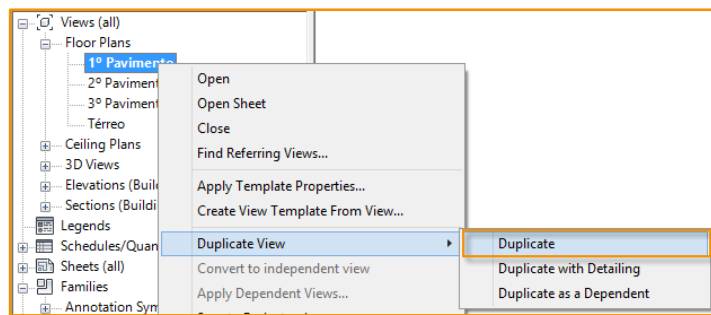 Views (all)
Floor Plans
1º Pavimento
2º Paviment
3º Paviment
Térreo
Ceiling Plans
3D Views
Elevations (Buil
Sections (Buildi
Legends
Schedules/Quan
Sheets (all)
Families
Annotation Sym
Open
Open Sheet
Close
Find Referring Views...
Apply Template Properties...
Create View Template From View...
Duplicate View
Convert to independent view
Apply Dependent Views...
Duplicate
Duplicate with Detailing
Duplicate as a Dependent